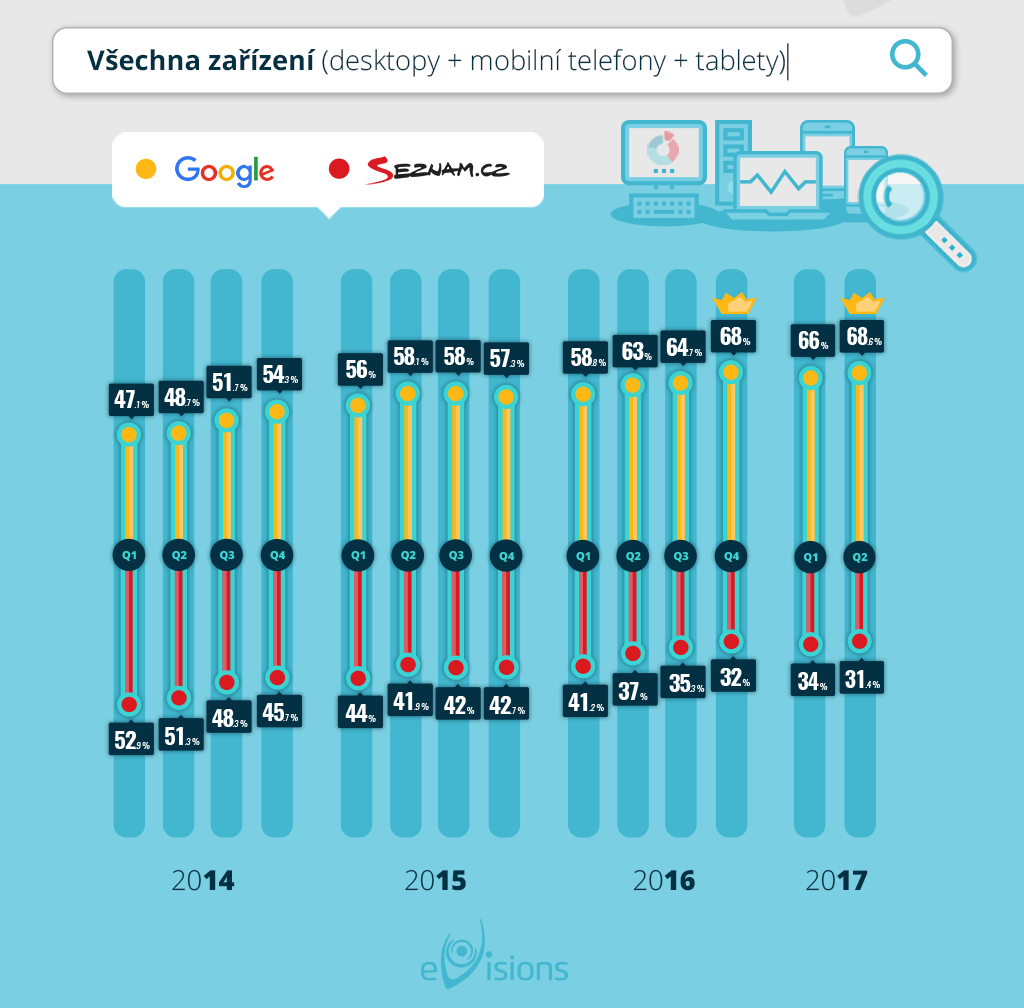 Všechna zařízení (desktopy + mobilní telefony + tablety)
Google SEZNAM.CZ
47.1% 48.7% 51.7% 54.3% 56% 58.1% 58% 57.3% 58.8% 63% 64.7% 68% 66% 68.6%
Q1 Q2 Q3 Q4 Q1 Q2 Q3 Q4 Q1 Q2 Q3 Q4 Q1 Q2
52.9% 51.3% 48.3% 45.7% 44% 41.9% 42% 42.7% 41.2% 37% 35.3% 32% 34% 31.4%
2014 2015 2016 2017
eVisions